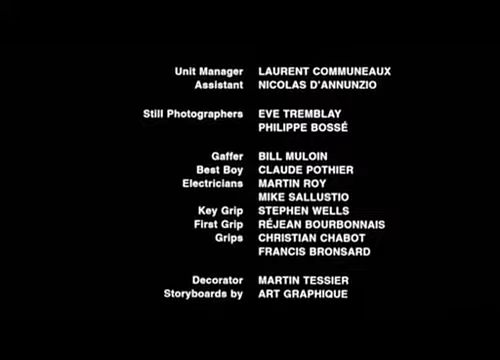 Unit Manager LAURENT COMMUNEAUX
Assistant NICOLAS D'ANNUNZIO
Still Photographers EVE TREMBLAY
PHILIPPE BOSSÉ
Gaffer BILL MULOIN
Best Boy CLAUDE POTHIER
Electricians MARTIN ROY
MIKE SALLUSTIO
Key Grip STEPHEN WELLS
First Grip RÉJEAN BOURBONNAIS
Grips CHRISTIAN CHABOT
FRANCIS BRONSARD
Decorator MARTIN TESSIER
Storyboards by ART GRAPHIQUE